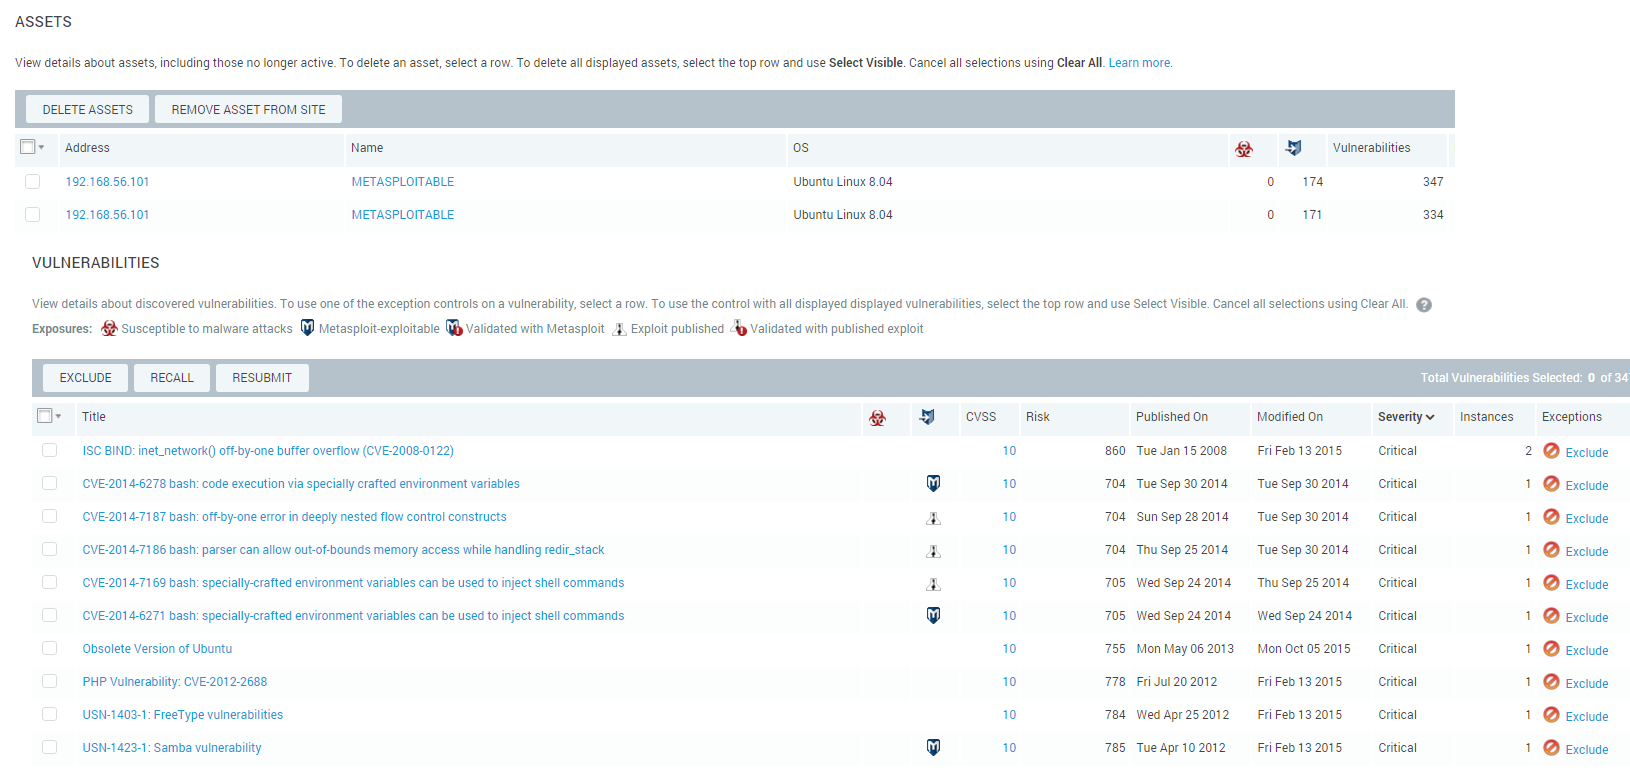 ASSETS
View details about assets, including those no longer active. To delete an asset, select a row. To delete all displayed assets, select the top row and use Select Visible. Cancel all selections using Clear All. Learn more.
DELETE ASSETS REMOVE ASSET FROM SITE
Address Name OS Vulnerabilities
192.168.56.101 METASPLOITABLE Ubuntu Linux 8.04 0 174 347
192.168.56.101 METASPLOITABLE Ubuntu Linux 8.04 0 171 334
VULNERABILITIES
View details about discovered vulnerabilities. To use one of the exception controls on a vulnerability, select a row. To use the control with all displayed displayed vulnerabilities, select the top row and use Select Visible. Cancel all selections using Clear All. ?
Exposures: Susceptible to malware attacks Metasploit-exploitable Validated with Metasploit Exploit published Validated with published exploit
EXCLUDE RECALL RESUBMIT Total Vulnerabilities Selected: 0 of 34
Title CVSS Risk Published On Modified On Severity Instances Exceptions
ISC BIND: inet_network() off-by-one buffer overflow (CVE-2008-0122) 10 860 Tue Jan 15 2008 Fri Feb 13 2015 Critical 2 Exclude
CVE-2014-6278 bash: code execution via specially crafted environment variables 10 704 Tue Sep 30 2014 Tue Sep 30 2014 Critical 1 Exclude
CVE-2014-7187 bash: off-by-one error in deeply nested flow control constructs 10 704 Sun Sep 28 2014 Tue Sep 30 2014 Critical 1 Exclude
CVE-2014-7186 bash: parser can allow out-of-bounds memory access while handling redir_stack 10 704 Thu Sep 25 2014 Tue Sep 30 2014 Critical 1 Exclude
CVE-2014-7169 bash: specially-crafted environment variables can be used to inject shell commands 10 705 Wed Sep 24 2014 Thu Sep 25 2014 Critical 1 Exclude
CVE-2014-6271 bash: specially-crafted environment variables can be used to inject shell commands 10 705 Wed Sep 24 2014 Wed Sep 24 2014 Critical 1 Exclude
Obsolete Version of Ubuntu 10 755 Mon May 06 2013 Mon Oct 05 2015 Critical 1 Exclude
PHP Vulnerability: CVE-2012-2688 10 778 Fri Jul 20 2012 Fri Feb 13 2015 Critical 1 Exclude
USN-1403-1: FreeType vulnerabilities 10 784 Wed Apr 25 2012 Fri Feb 13 2015 Critical 1 Exclude
USN-1423-1: Samba vulnerability 10 785 Tue Apr 10 2012 Fri Feb 13 2015 Critical 1 Exclude